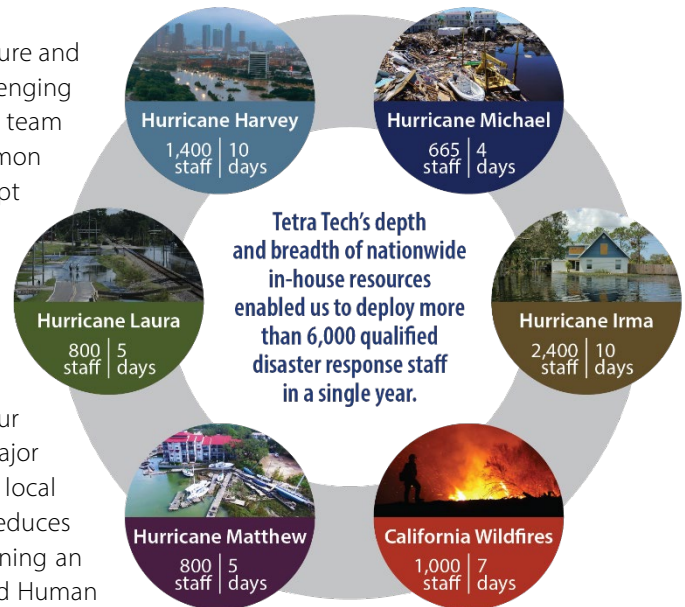 ure and
enging
team
mon
ot
ur
ajor
local
educes
ning an
d Human
Hurricane Harvey
1,400 staff | 10 days
Hurricane Michael
665 staff | 4 days
Hurricane Laura
800 staff | 5 days
Tetra Tech's depth
and breadth of nationwide
in-house resources
enabled us to deploy more
than 6,000 qualified
disaster response staff
in a single year.
Hurricane Irma
2,400 staff | 10 days
Hurricane Matthew
800 staff | 5 days
California Wildfires
1,000 staff | 7 days